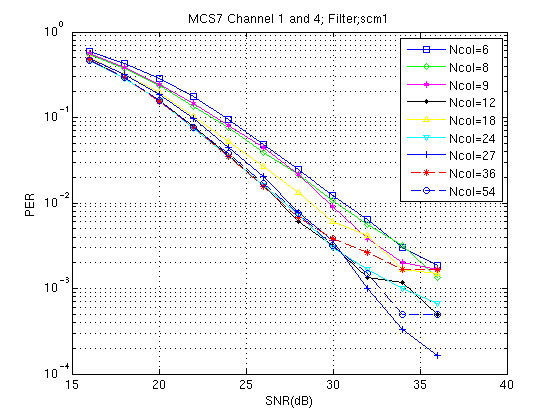 MCS7 Channel 1 and 4; Filter;scm1
10^0
10^-1
10^-2
10^-3
10^-4
PER
15
20
25
30
35
40
SNR(dB)
Ncol=6
Ncol=8
Ncol=9
Ncol=12
Ncol=18
Ncol=24
Ncol=27
Ncol=36
Ncol=54